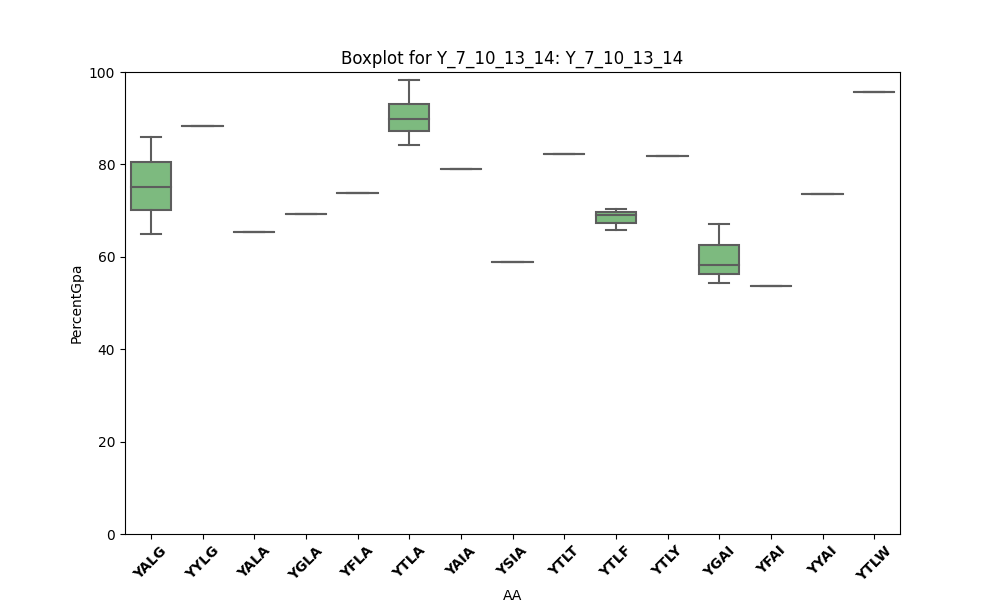 Boxplot for Y_7_10_13_14: Y_7_10_13_14
PercentGpa
100
80
60
40
20
0
YALG YYLG YALA YGLA YFLA YTLA YAIA YSIA YTLT YTLF YTLY YGAI YFAI YYAI YTLW
AA